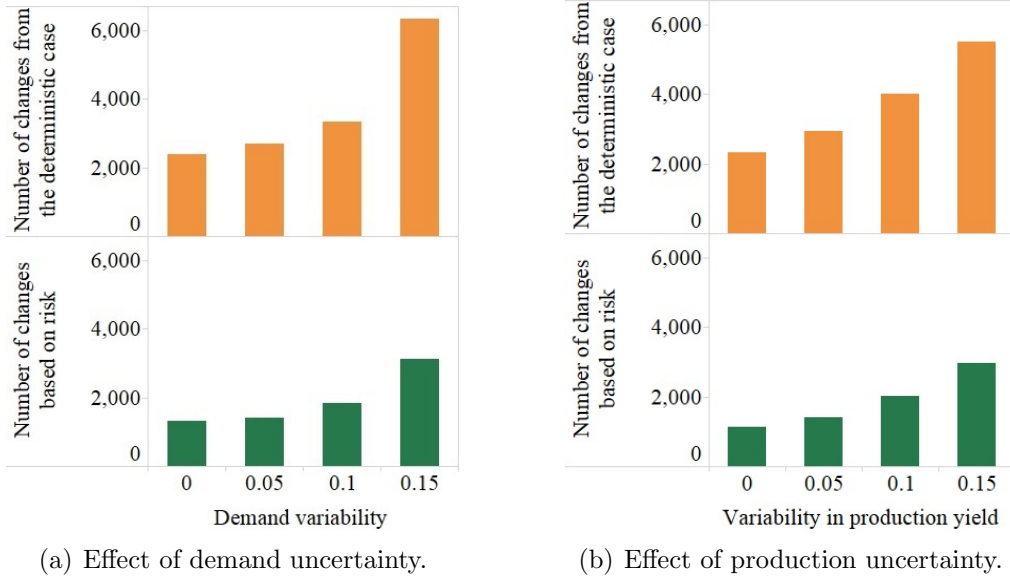 Number of changes from
the deterministic case
6,000
4,000
2,000
0
Number of changes
based on risk
6,000
4,000
2,000
0
0 0.05 0.1 0.15
Demand variability
(a) Effect of demand uncertainty.
Number of changes from
the deterministic case
6,000
4,000
2,000
0
Number of changes
based on risk
6,000
4,000
2,000
0
0 0.05 0.1 0.15
Variability in production yield
(b) Effect of production uncertainty.